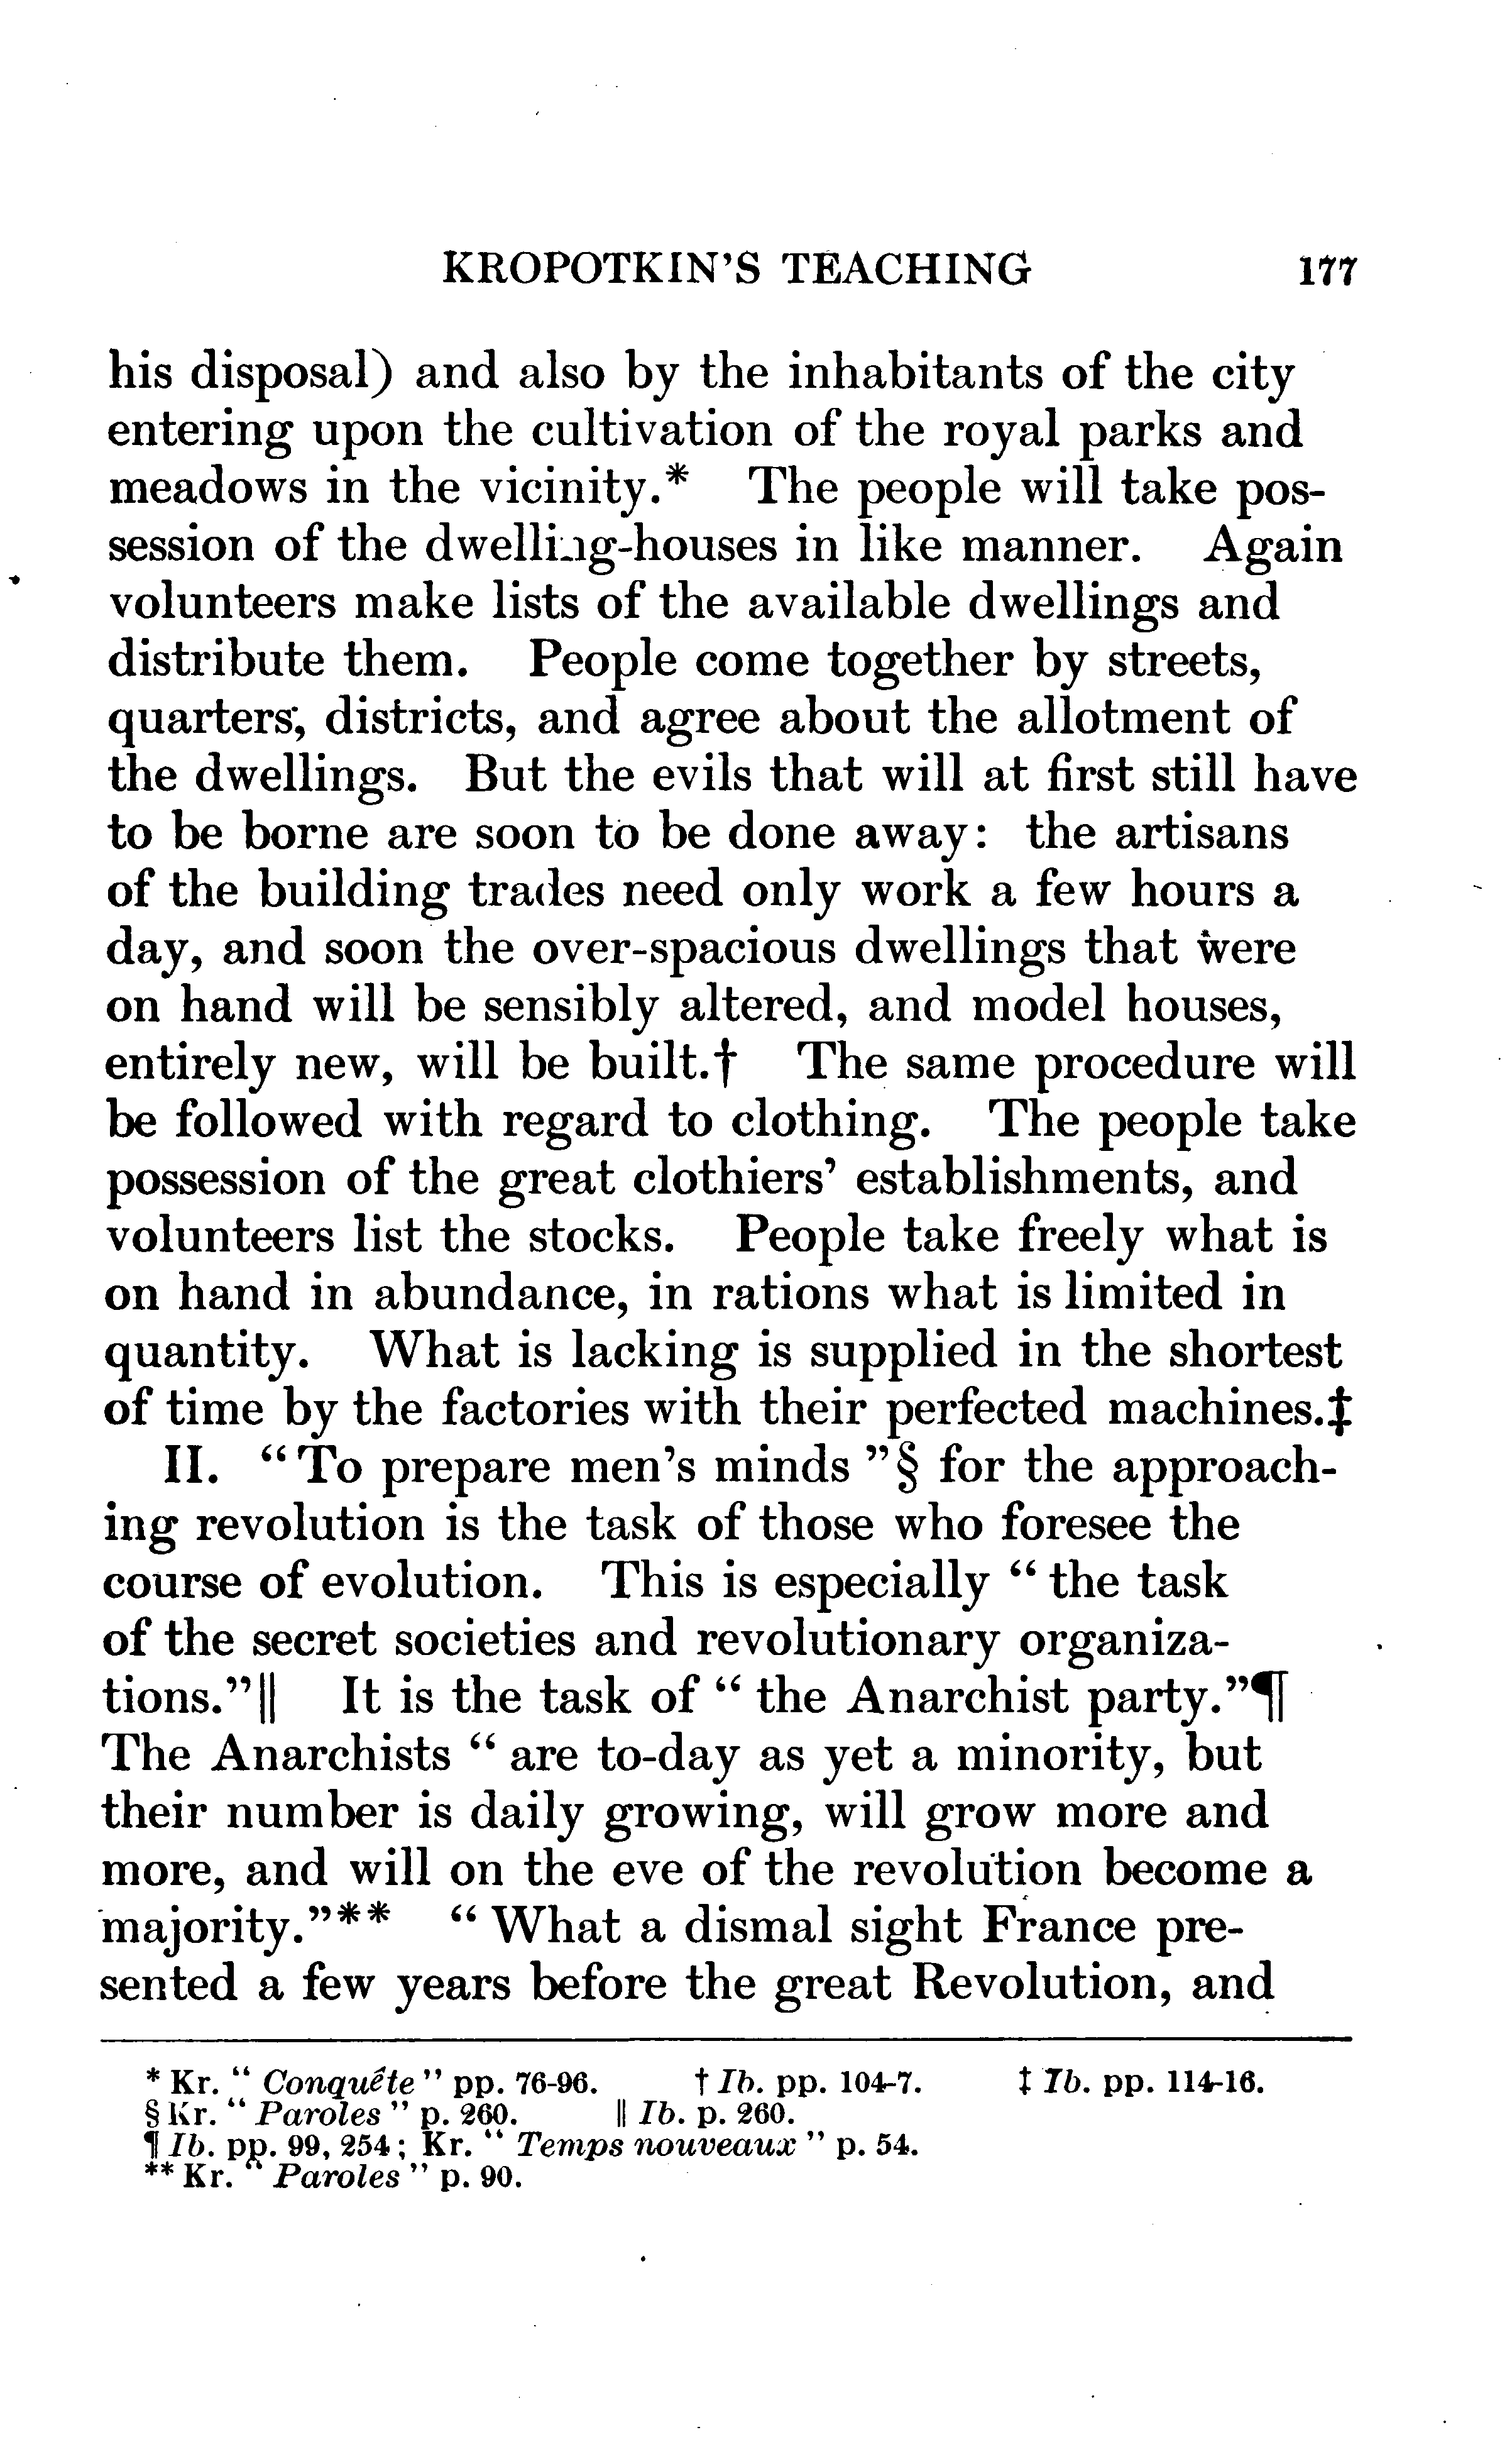 KROPOTKIN'S TEACHING 177
his disposal) and also by the inhabitants of the city
entering upon the cultivation of the royal parks and
meadows in the vicinity.* The people will take pos-
session of the dwelling-houses in like manner. Again
volunteers make lists of the available dwellings and
distribute them. People come together by streets,
quarters, districts, and agree about the allotment of
the dwellings. But the evils that will at first still have
to be borne are soon to be done away: the artisans
of the building trades need only work a few hours a
day, and soon the over-spacious dwellings that were
on hand will be sensibly altered, and model houses,
entirely new, will be built.† The same procedure will
be followed with regard to clothing. The people take
possession of the great clothiers' establishments, and
volunteers list the stocks. People take freely what is
on hand in abundance, in rations what is limited in
quantity. What is lacking is supplied in the shortest
of time by the factories with their perfected machines.‡
II. "To prepare men's minds "§ for the approach-
ing revolution is the task of those who foresee the
course of evolution. This is especially " the task
of the secret societies and revolutionary organiza-
tions."‖ It is the task of " the Anarchist party."¶
The Anarchists " are to-day as yet a minority, but
their number is daily growing, will grow more and
more, and will on the eve of the revolution become a
majority."** " What a dismal sight France pre-
sented a few years before the great Revolution, and
* Kr. " Conquête " pp. 76-96. † Ib. pp. 104-7. ‡ Ib. pp. 114-16.
§ Kr. " Paroles " p. 260. ‖ Ib. p. 260.
¶ Ib. pp. 99, 254; Kr. " Temps nouveaux " p. 54.
** Kr. " Paroles " p. 90.